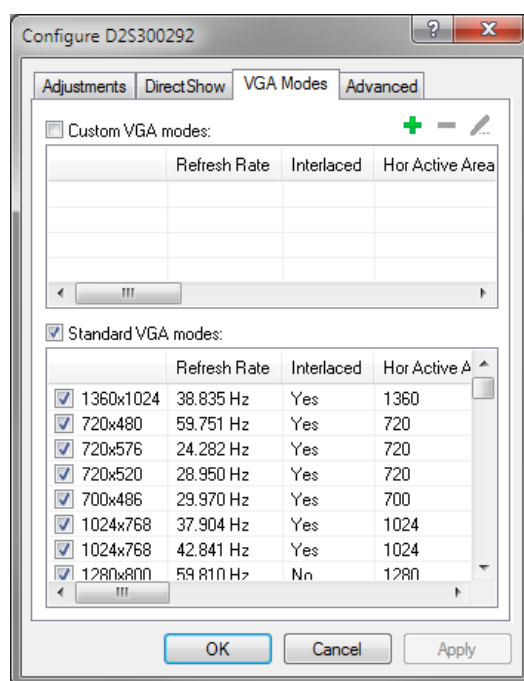 Configure D2S300292
Adjustments DirectShow VGA Modes Advanced
Custom VGA modes:
Refresh Rate Interlaced Hor Active Area
Standard VGA modes:
Refresh Rate Interlaced Hor Active A
1360x1024 38.835 Hz Yes 1360
720x480 59.751 Hz Yes 720
720x576 24.282 Hz Yes 720
720x520 28.950 Hz Yes 720
700x486 29.970 Hz Yes 700
1024x768 37.904 Hz Yes 1024
1024x768 42.841 Hz Yes 1024
1280x800 59.810 Hz No 1280
OK Cancel Apply